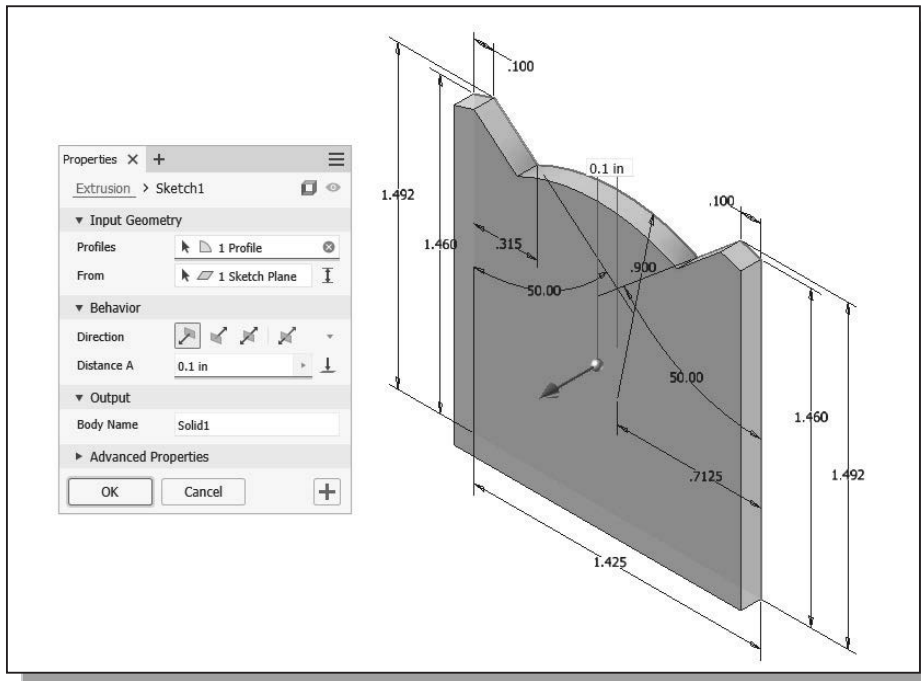 Properties × +
Extrusion > Sketch1
Input Geometry
Profiles 1 Profile
From 1 Sketch Plane
Behavior
Direction
Distance A 0.1 in
Output
Body Name Solid1
Advanced Properties
OK Cancel +
.100
0.1 in
1.492
.100
1.460
.315
.900
50.00
50.00
1.460
.7125
1.492
1.425